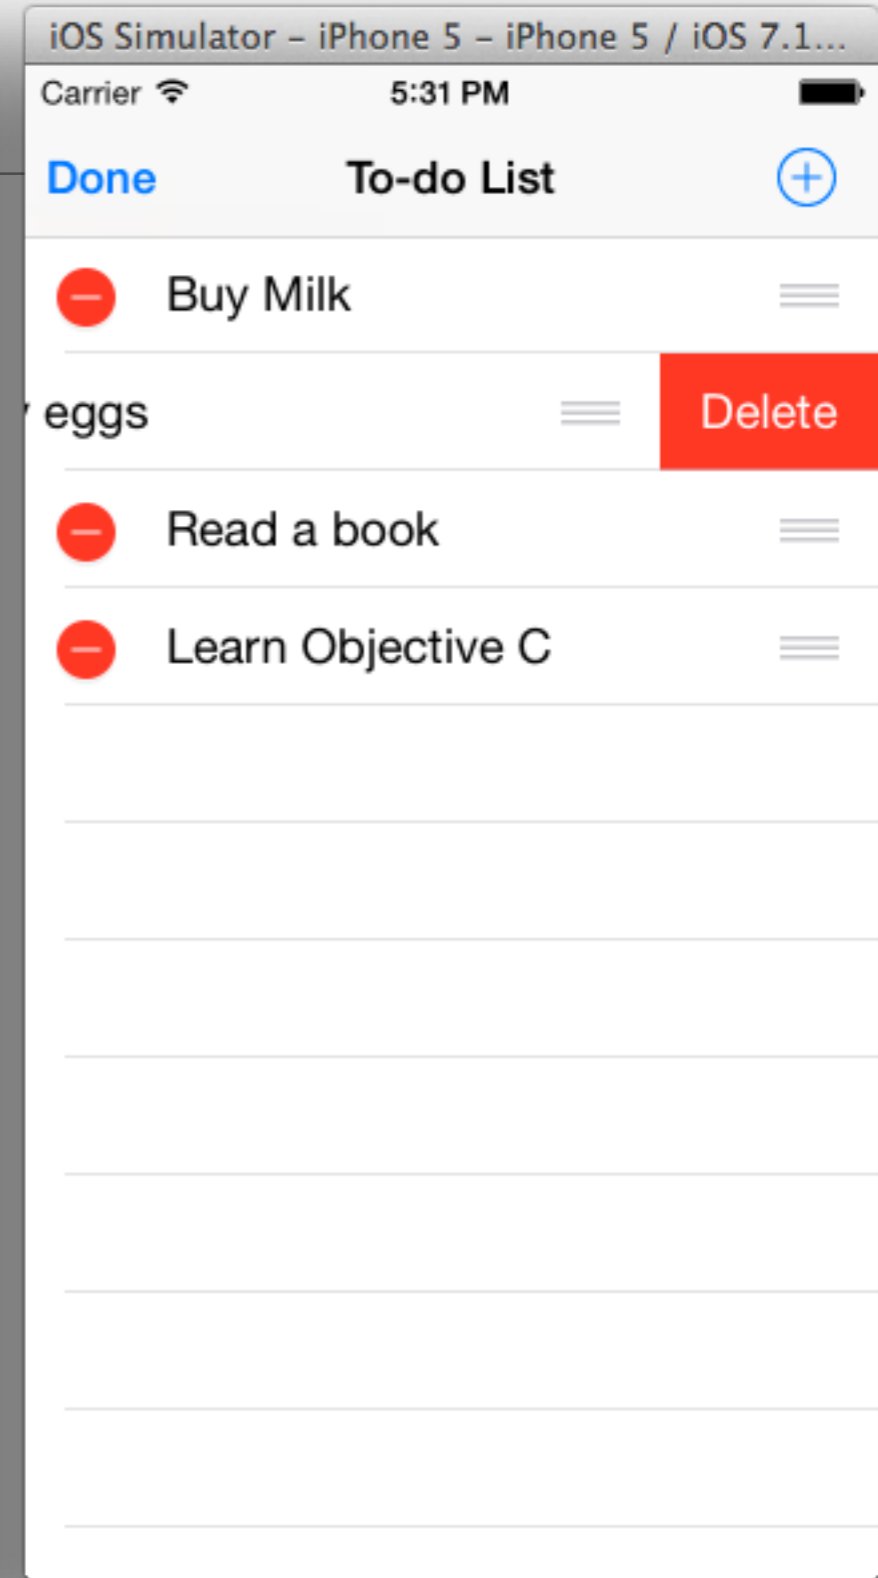 iOS Simulator – iPhone 5 – iPhone 5 / iOS 7.1...
Carrier 5:31 PM
Done To-do List
Buy Milk
eggs Delete
Read a book
Learn Objective C